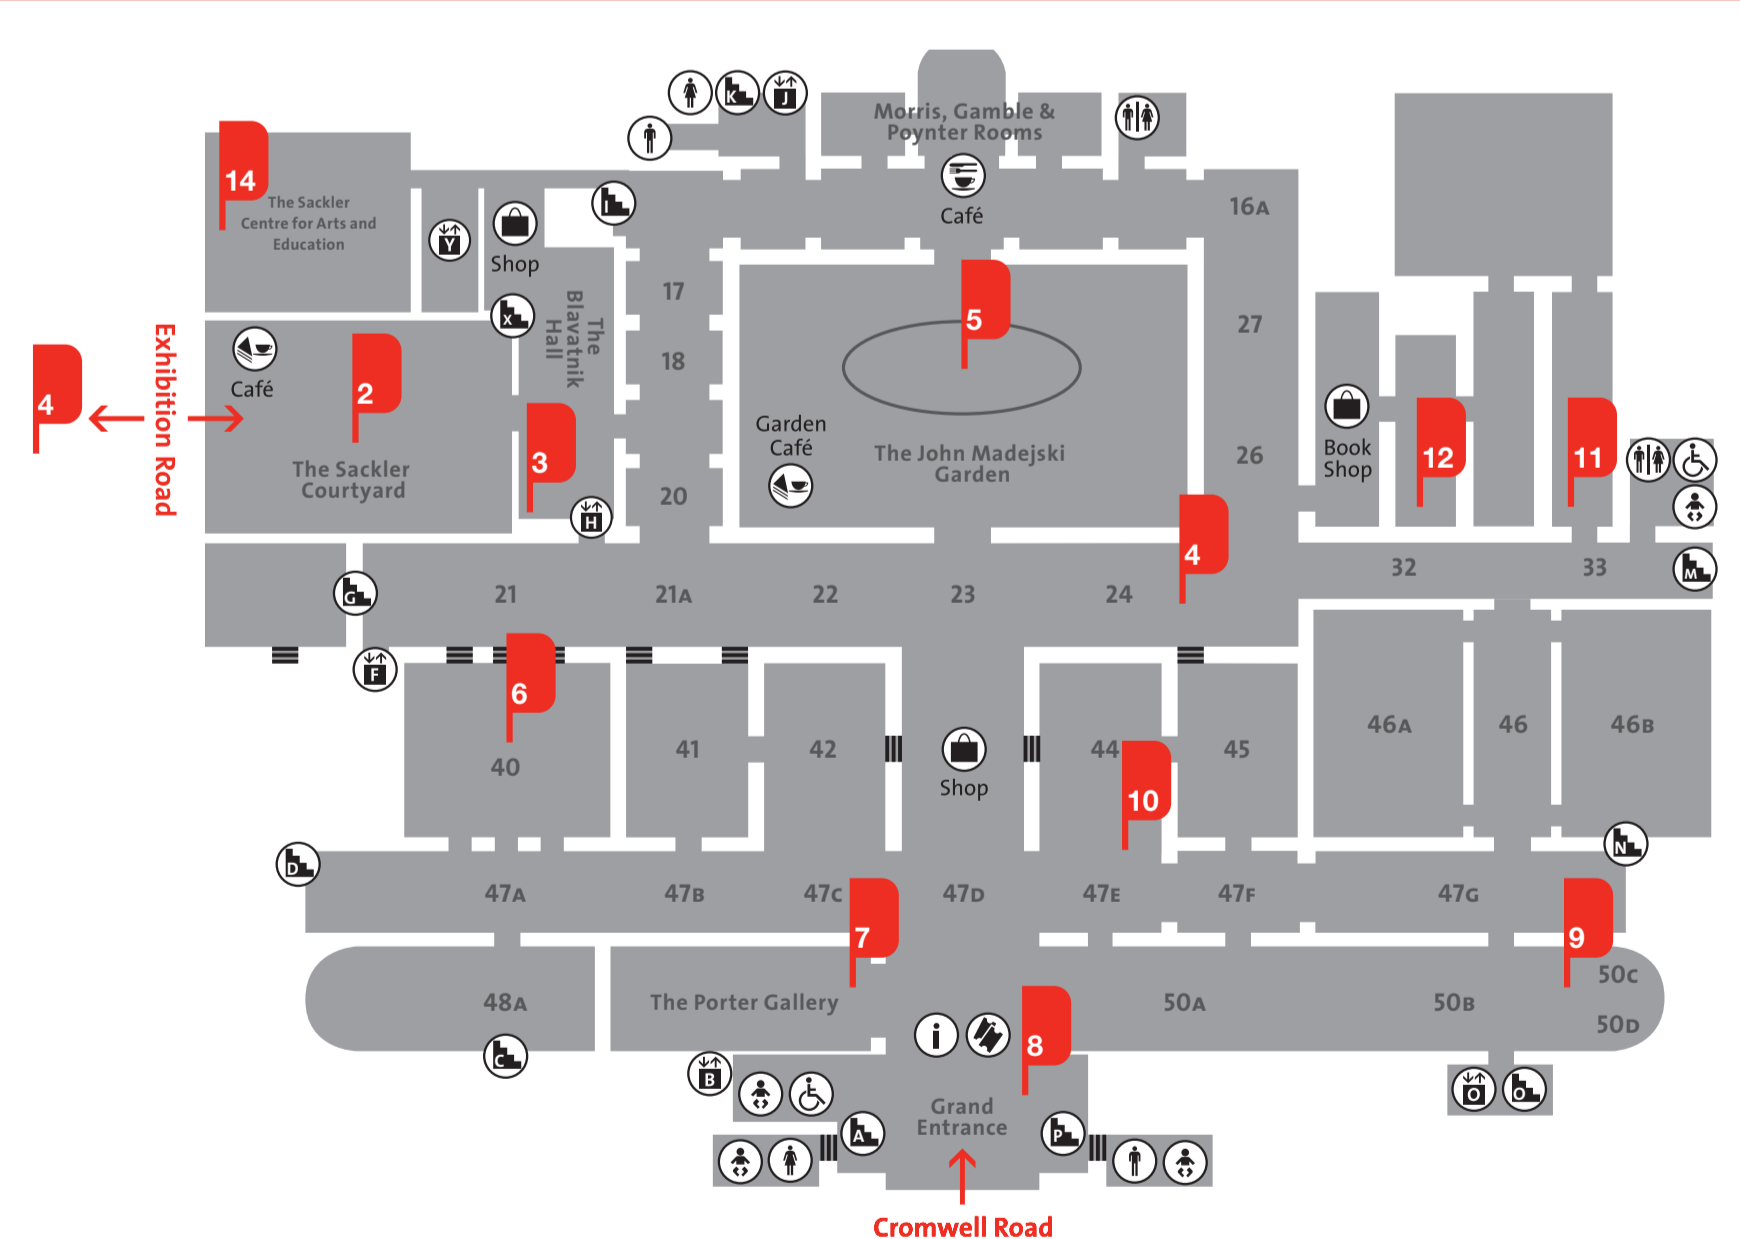 K
J
Morris, Gamble &
Poynter Rooms
14
The Sackler
Centre for Arts and
Education
Y
Shop
I
Café
16A
X
The
Blavatnik
Hall
17
5
27
Exhibition Road
4
Café
2
18
Garden
Café
The John Madejski
Garden
26
Book
Shop
12
11
The Sackler
Courtyard
3
H
20
4
32
33
M
G
21
21A
22
23
24
F
6
40
41
42
Shop
44
10
45
46A
46
46B
N
D
47A
47B
47C
7
47D
47E
47F
47G
9
48A
The Porter Gallery
i
8
50A
50B
50C
50D
C
B
O
O
Grand
Entrance
A
P
Cromwell Road